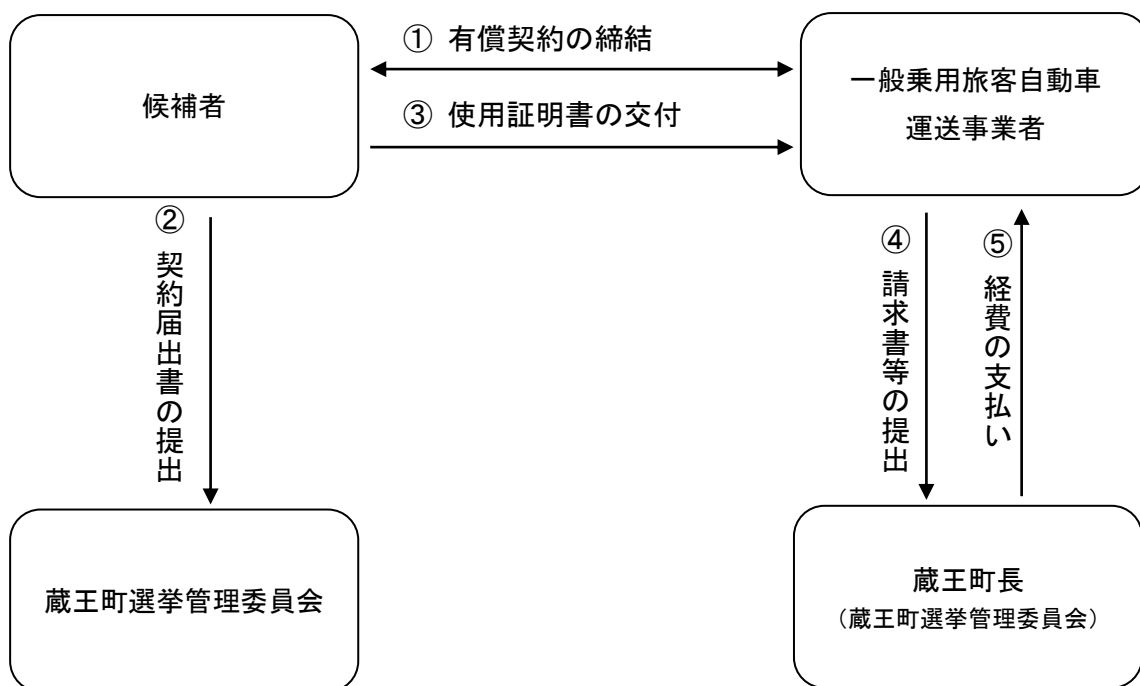 ① 有償契約の締結
候補者
一般乗用旅客自動車
運送事業者
③ 使用証明書の交付
② 契約届出書の提出
④ 請求書等の提出
⑤ 経費の支払い
蔵王町選挙管理委員会
蔵王町長
（蔵王町選挙管理委員会）